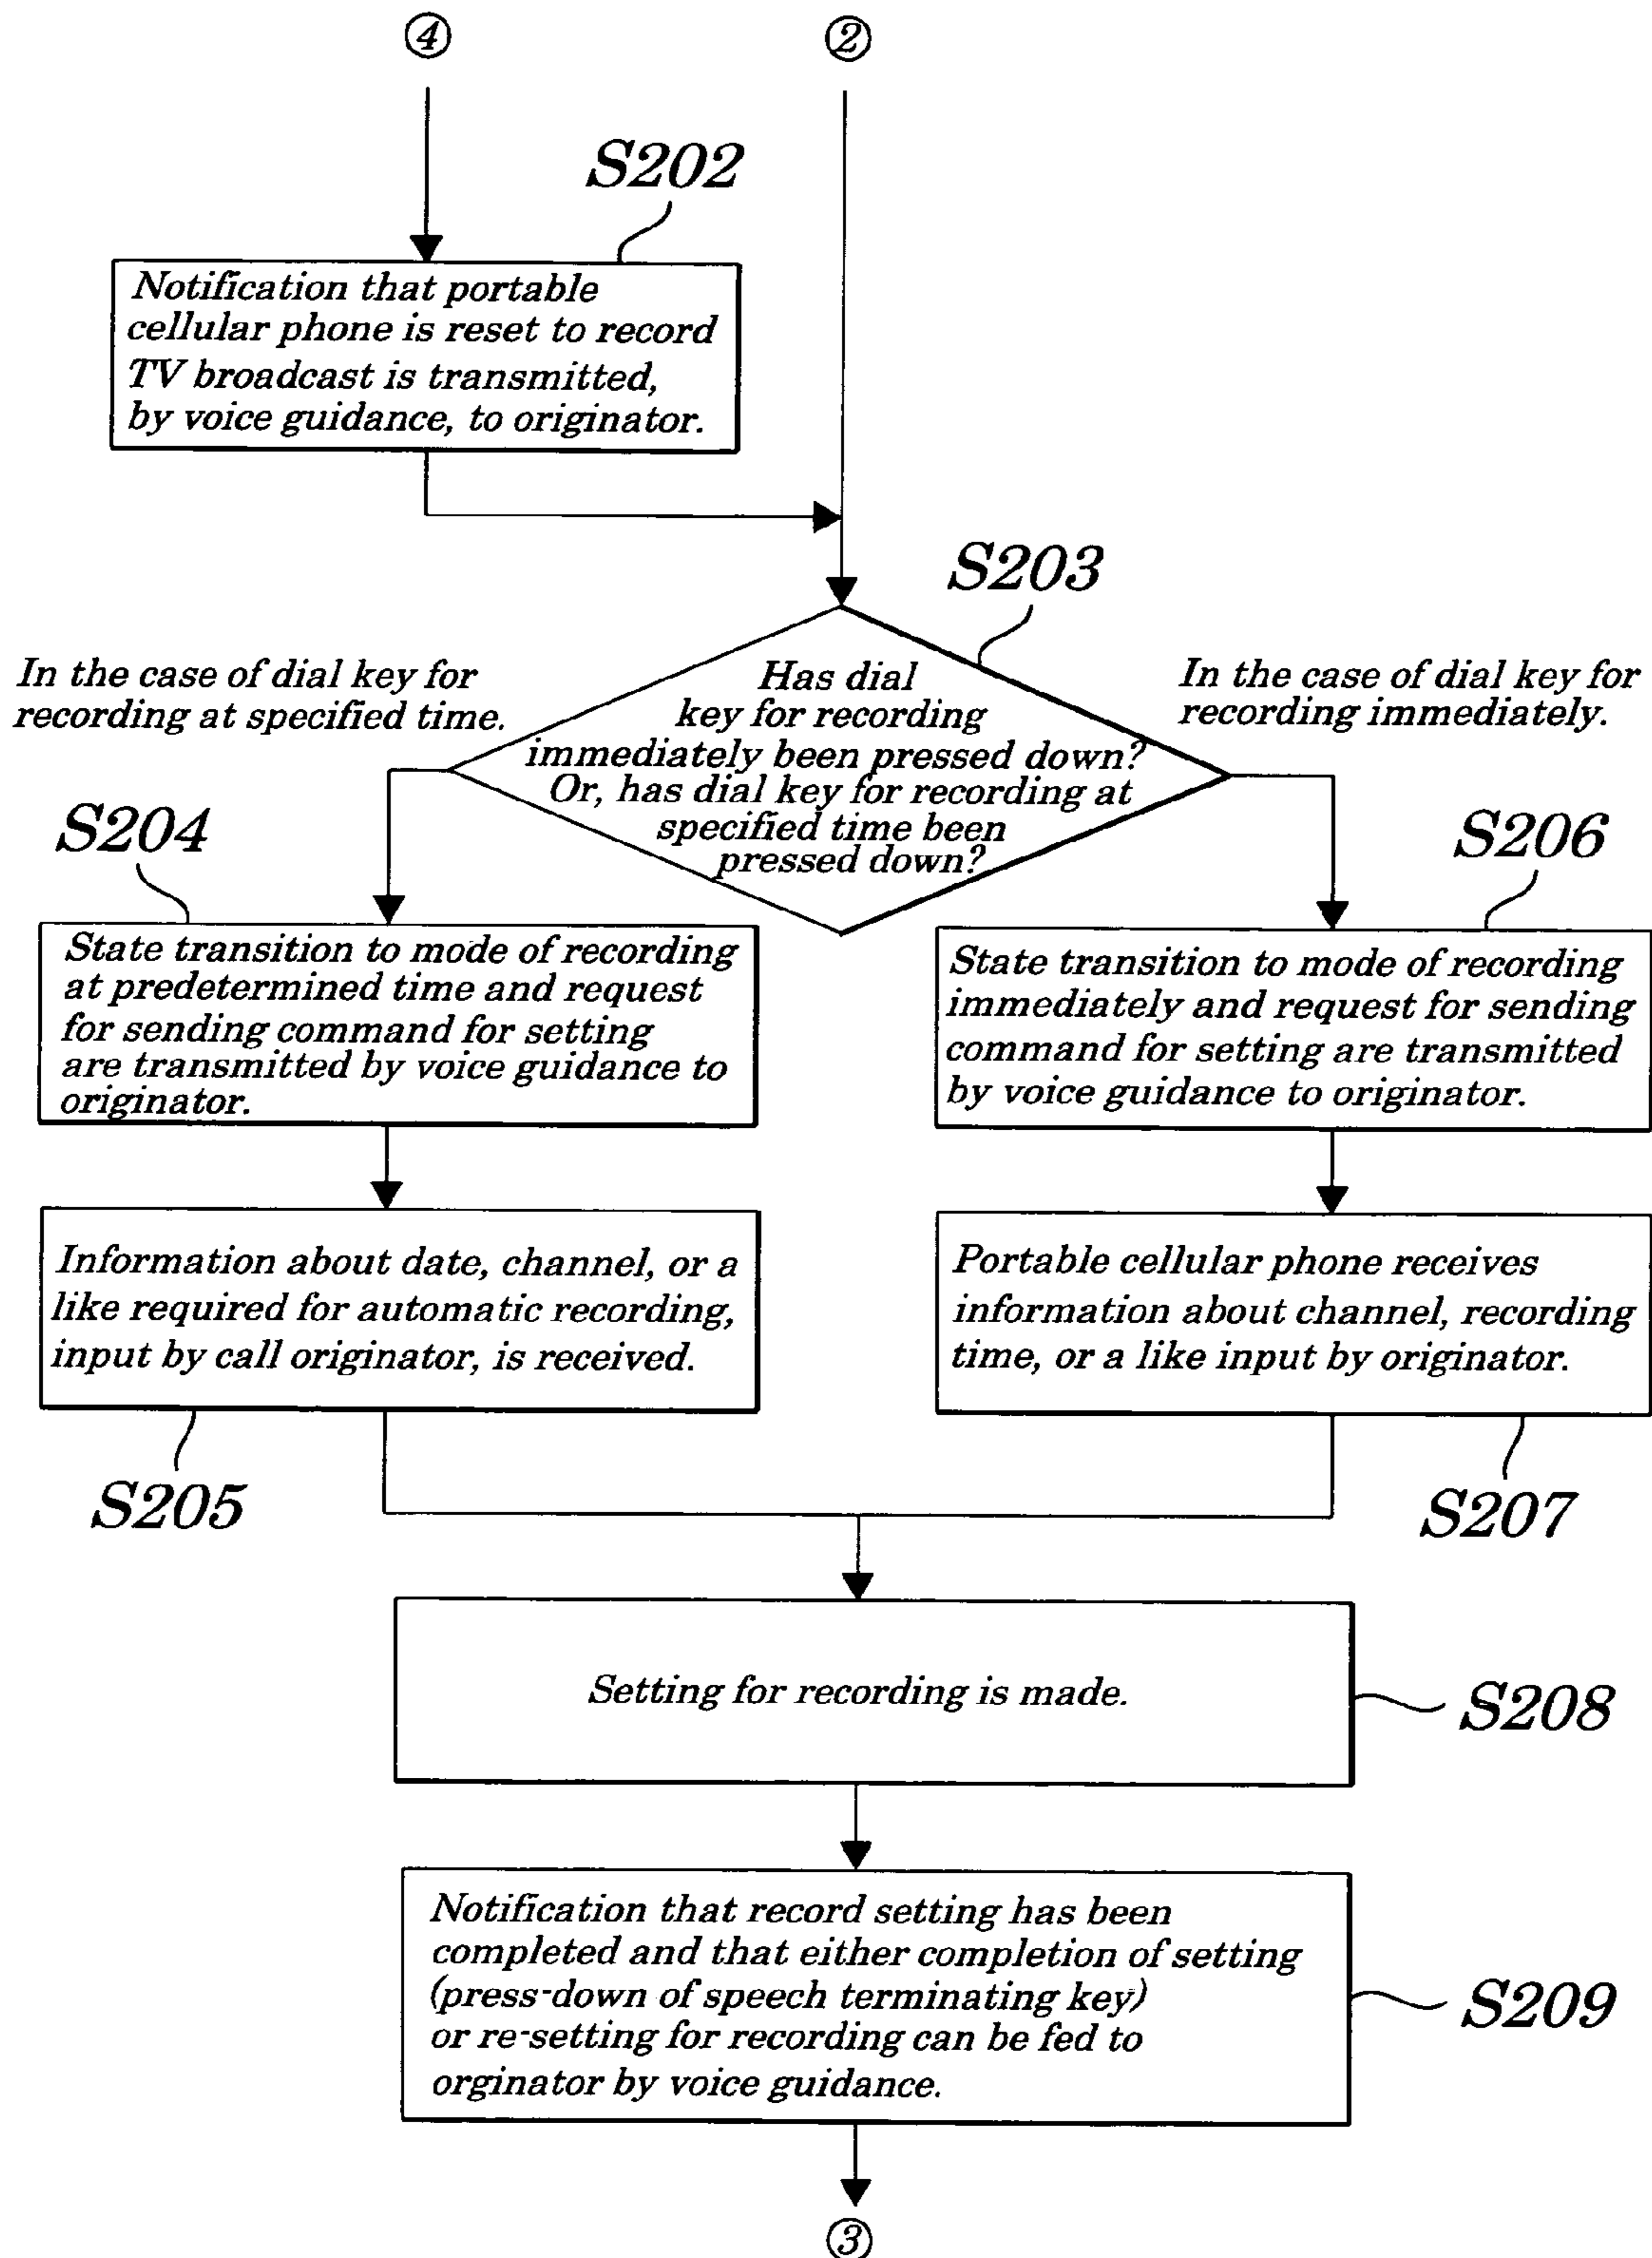 ④
②
S202
Notification that portable
cellular phone is reset to record
TV broadcast is transmitted,
by voice guidance, to originator.
S203
In the case of dial key for
recording at specified time.
Has dial
key for recording
immediately been pressed down?
Or, has dial key for recording at
specified time been
pressed down?
In the case of dial key for
recording immediately.
S204
State transition to mode of recording
at predetermined time and request
for sending command for setting
are transmitted by voice guidance to
originator.
S206
State transition to mode of recording
immediately and request for sending
command for setting are transmitted
by voice guidance to originator.
Information about date, channel, or a
like required for automatic recording,
input by call originator, is received.
S205
Portable cellular phone receives
information about channel, recording
time, or a like input by originator.
S207
Setting for recording is made.
S208
Notification that record setting has been
completed and that either completion of setting
(press-down of speech terminating key)
or re-setting for recording can be fed to
orginator by voice guidance.
S209
③